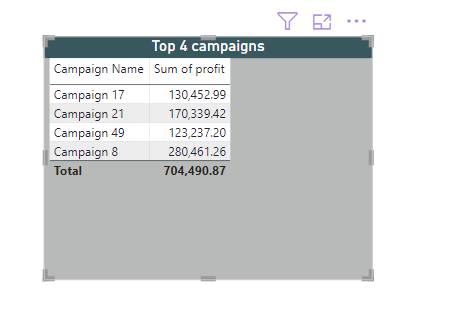 Top 4 campaigns
Campaign Name Sum of profit
Campaign 17 130,452.99
Campaign 21 170,339.42
Campaign 49 123,237.20
Campaign 8 280,461.26
Total 704,490.87